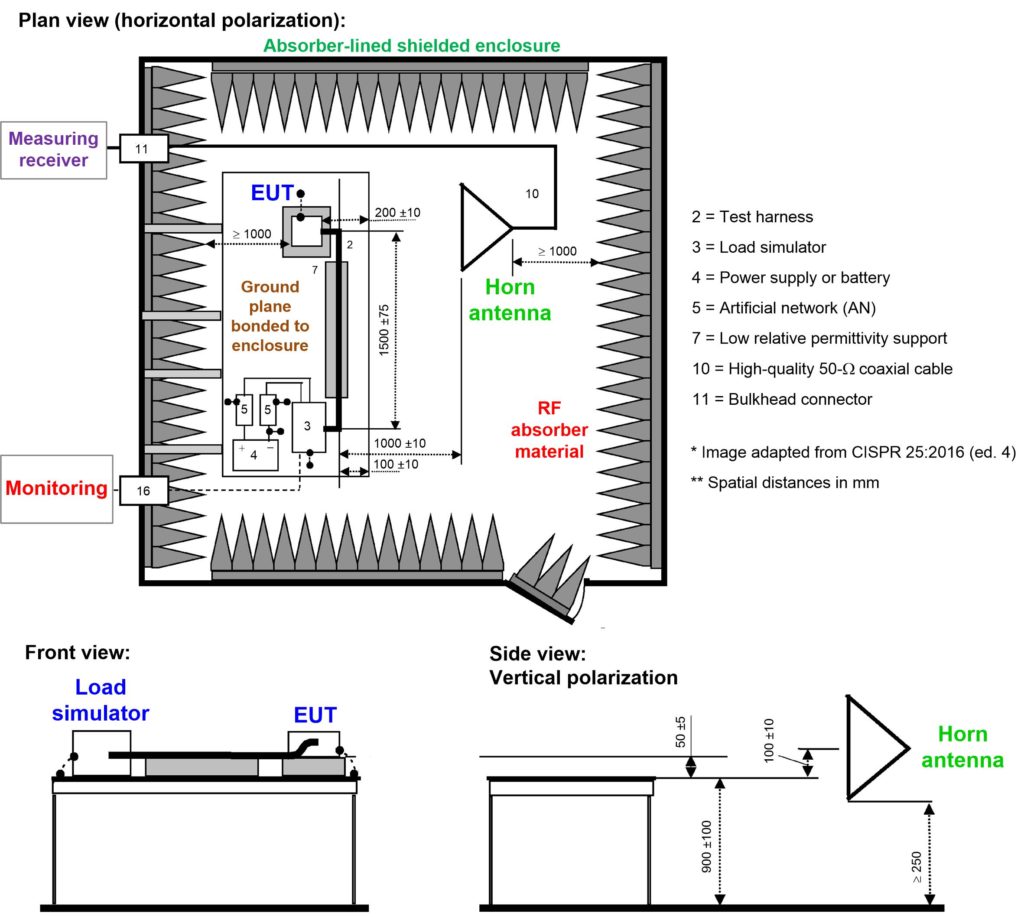 Plan view (horizontal polarization):
Absorber-lined shielded enclosure
Measuring
receiver
11
EUT
10
200 ±10
≥ 1000
2
≥ 1000
7
Horn
antenna
Ground
plane
bonded to
enclosure
1500 ±75
5
5
3
+
−
4
RF
absorber
material
1000 ±10
100 ±10
Monitoring
16
2 = Test harness
3 = Load simulator
4 = Power supply or battery
5 = Artificial network (AN)
7 = Low relative permittivity support
10 = High-quality 50-Ω coaxial cable
11 = Bulkhead connector
* Image adapted from CISPR 25:2016 (ed. 4)
** Spatial distances in mm
Front view:
Load
simulator
EUT
Side view:
Vertical polarization
50 ±5
100 ±10
Horn
antenna
900 ±100
≥ 250